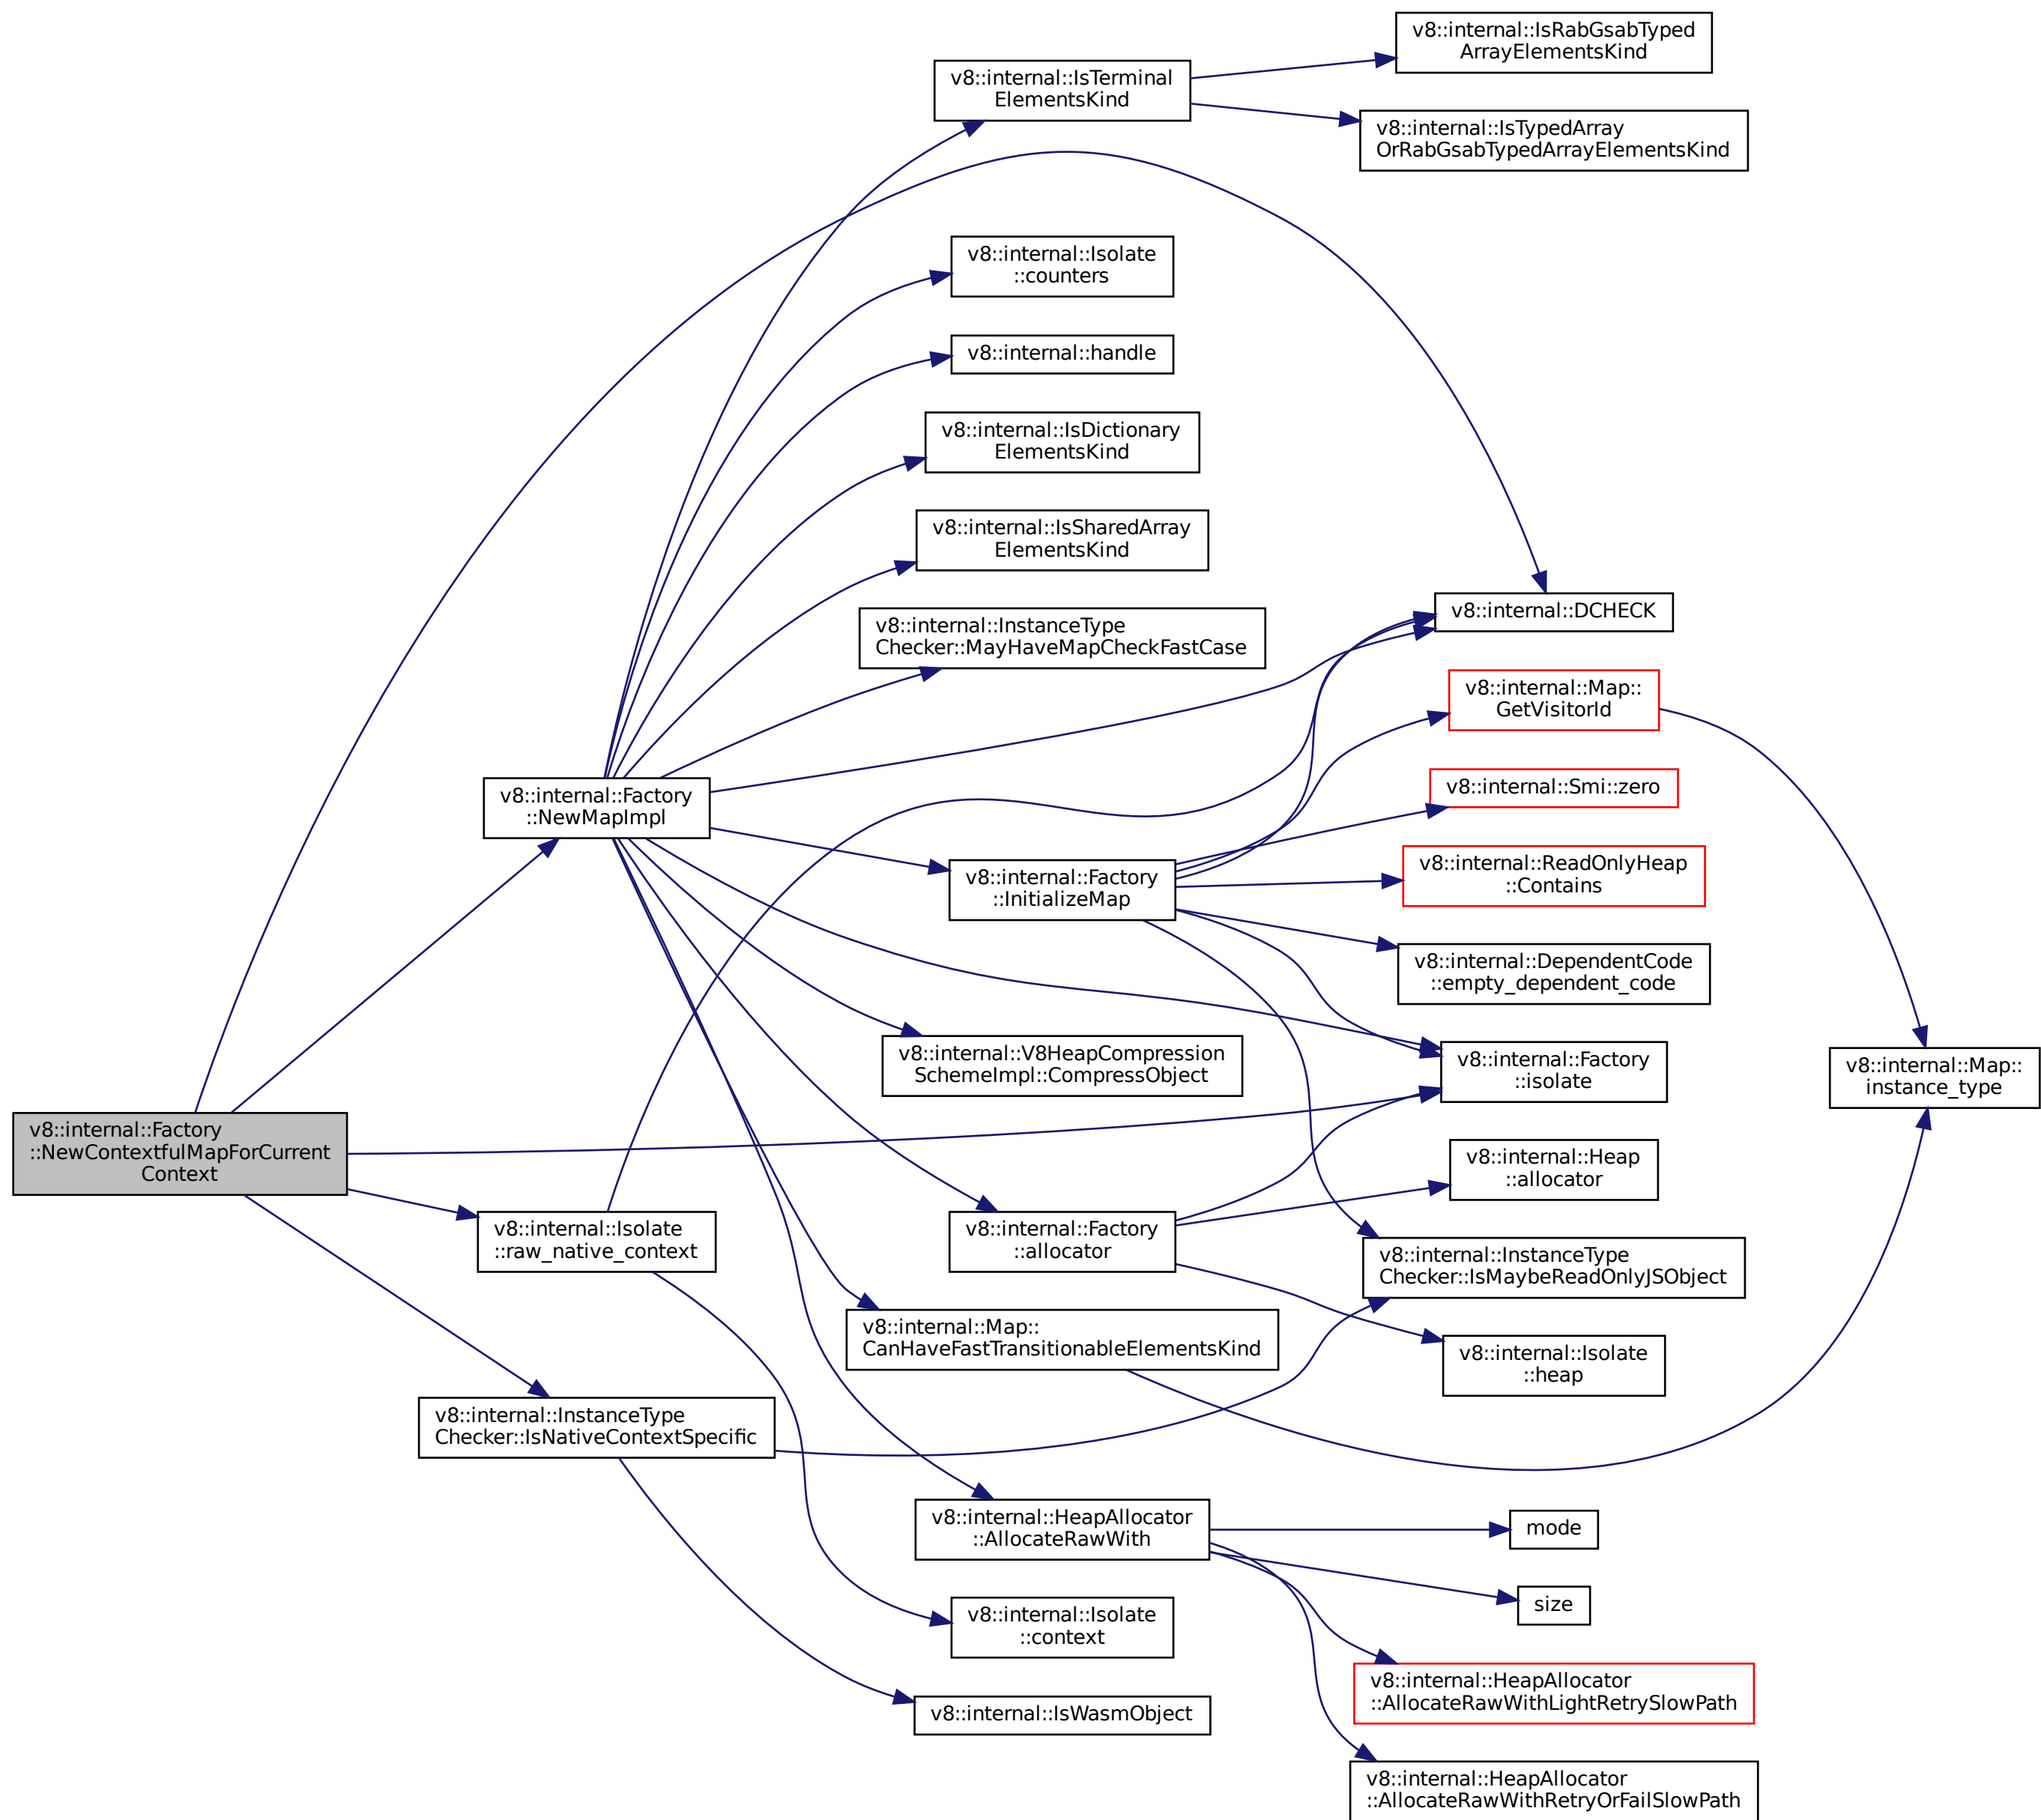 v8::internal::IsRabGsabTyped
ArrayElementsKind
v8::internal::IsTerminal
ElementsKind
v8::internal::IsTypedArray
OrRabGsabTypedArrayElementsKind
v8::internal::Isolate
::counters
v8::internal::handle
v8::internal::IsDictionary
ElementsKind
v8::internal::IsSharedArray
ElementsKind
v8::internal::DCHECK
v8::internal::InstanceType
Checker::MayHaveMapCheckFastCase
v8::internal::Map::
GetVisitorId
v8::internal::Smi::zero
v8::internal::Factory
::NewMapImpl
v8::internal::ReadOnlyHeap
::Contains
v8::internal::Factory
::InitializeMap
v8::internal::DependentCode
::empty_dependent_code
v8::internal::V8HeapCompression
SchemeImpl::CompressObject
v8::internal::Factory
::isolate
v8::internal::Map::
instance_type
v8::internal::Factory
::NewContextfulMapForCurrent
Context
v8::internal::Heap
::allocator
v8::internal::Isolate
::raw_native_context
v8::internal::Factory
::allocator
v8::internal::InstanceType
Checker::IsMaybeReadOnlyJSObject
v8::internal::Map::
CanHaveFastTransitionableElementsKind
v8::internal::Isolate
::heap
v8::internal::InstanceType
Checker::IsNativeContextSpecific
v8::internal::HeapAllocator
::AllocateRawWith
mode
size
v8::internal::Isolate
::context
v8::internal::HeapAllocator
::AllocateRawWithLightRetrySlowPath
v8::internal::IsWasmObject
v8::internal::HeapAllocator
::AllocateRawWithRetryOrFailSlowPath